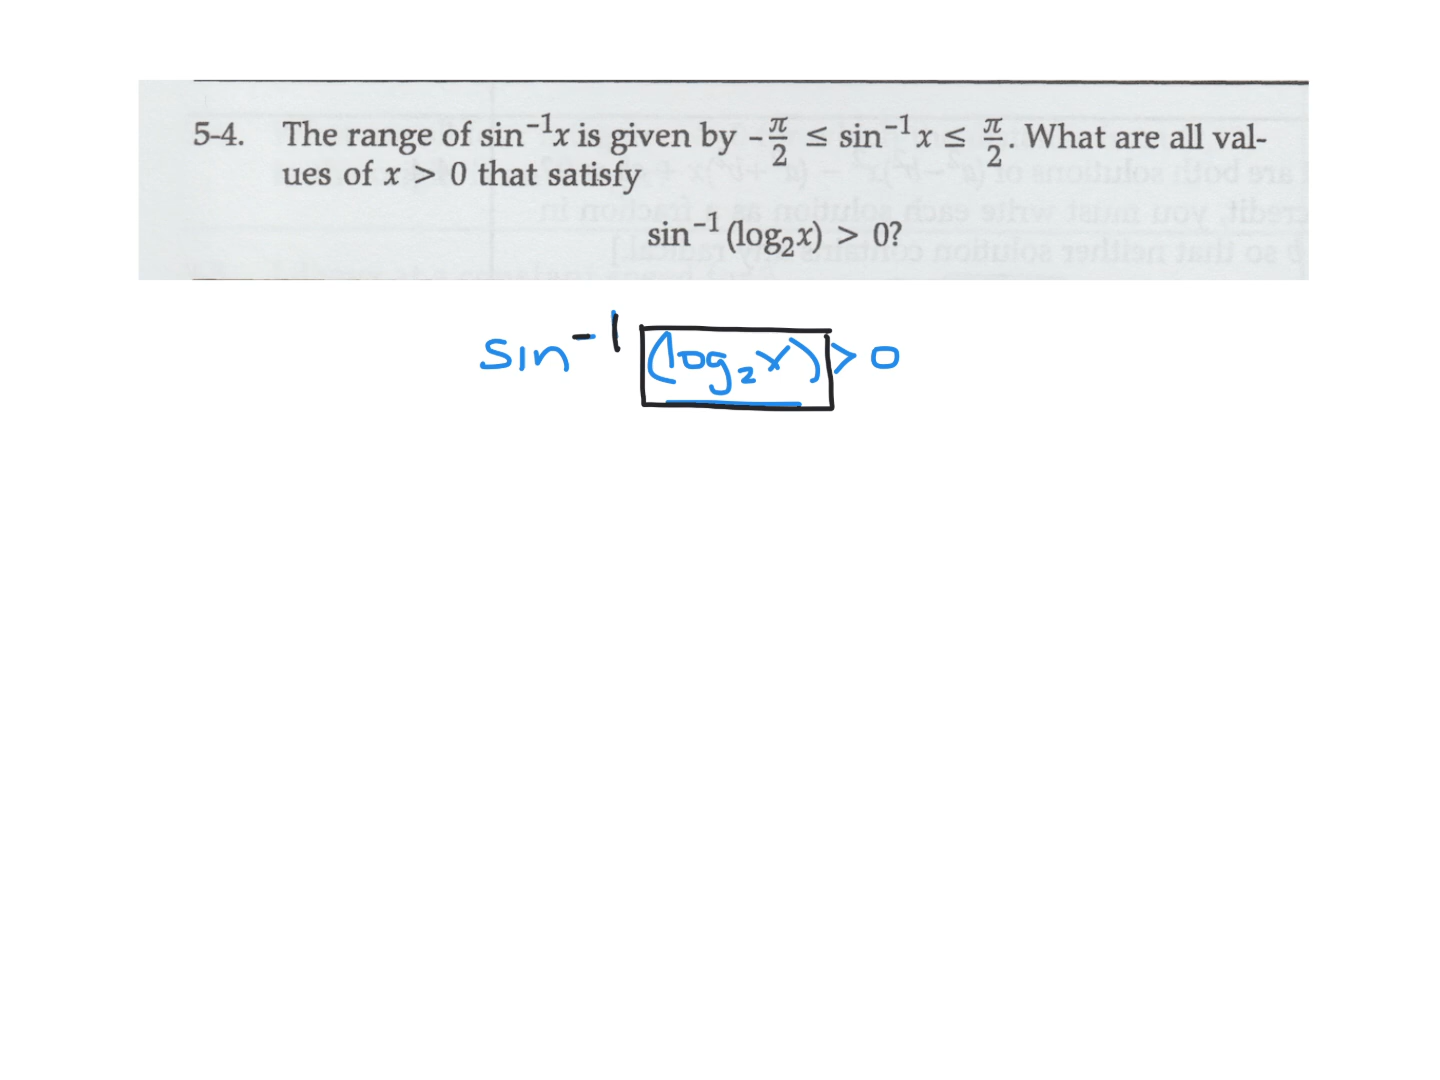 5-4. The range of sin⁻¹x is given by -π/2 ≤ sin⁻¹ x ≤ π/2. What are all val-
ues of x > 0 that satisfy
sin⁻¹ (log₂x) > 0?
sin⁻¹ (log₂x) > 0